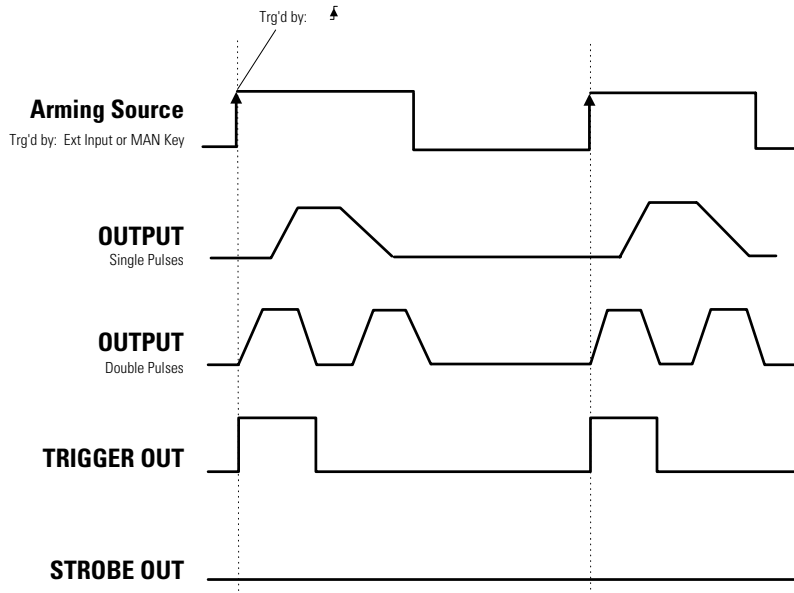 Trg'd by:
Arming Source
Trg'd by: Ext Input or MAN Key
OUTPUT
Single Pulses
OUTPUT
Double Pulses
TRIGGER OUT
STROBE OUT